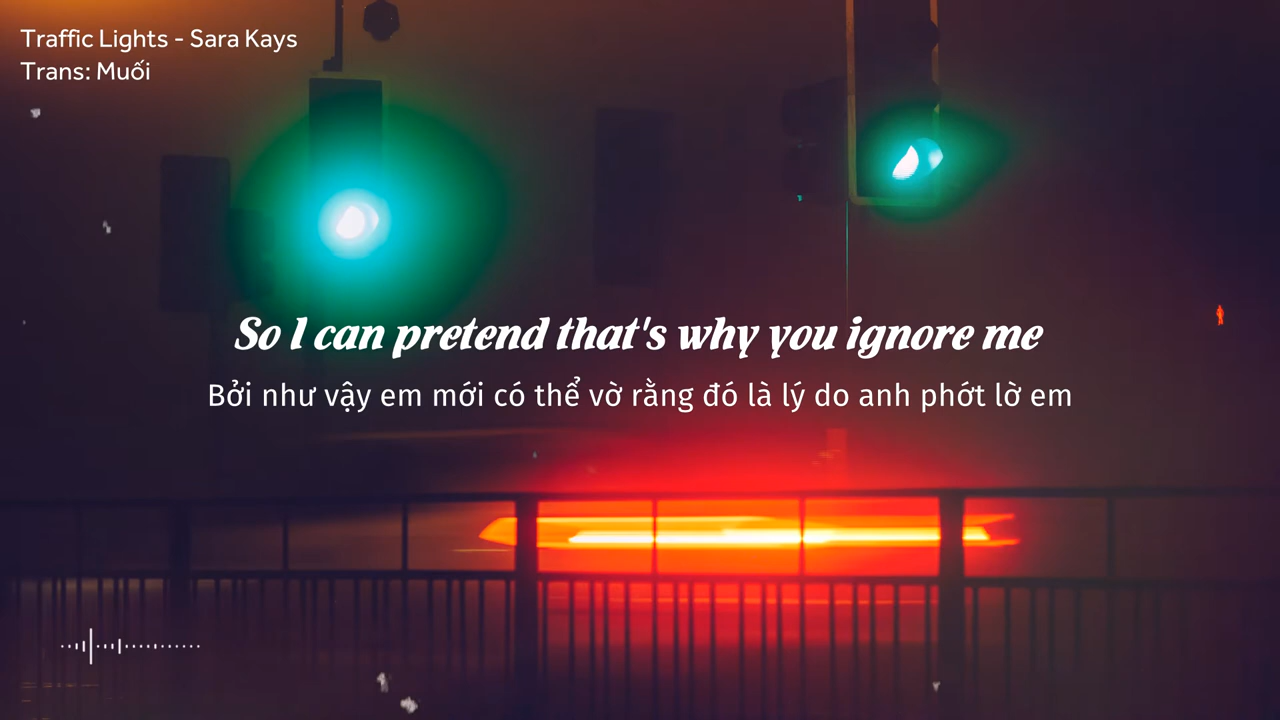 Traffic Lights - Sara Kays
Trans: Muối
So I can pretend that's why you ignore me
Bởi như vậy em mới có thể vờ rằng đó là lý do anh phớt lờ em